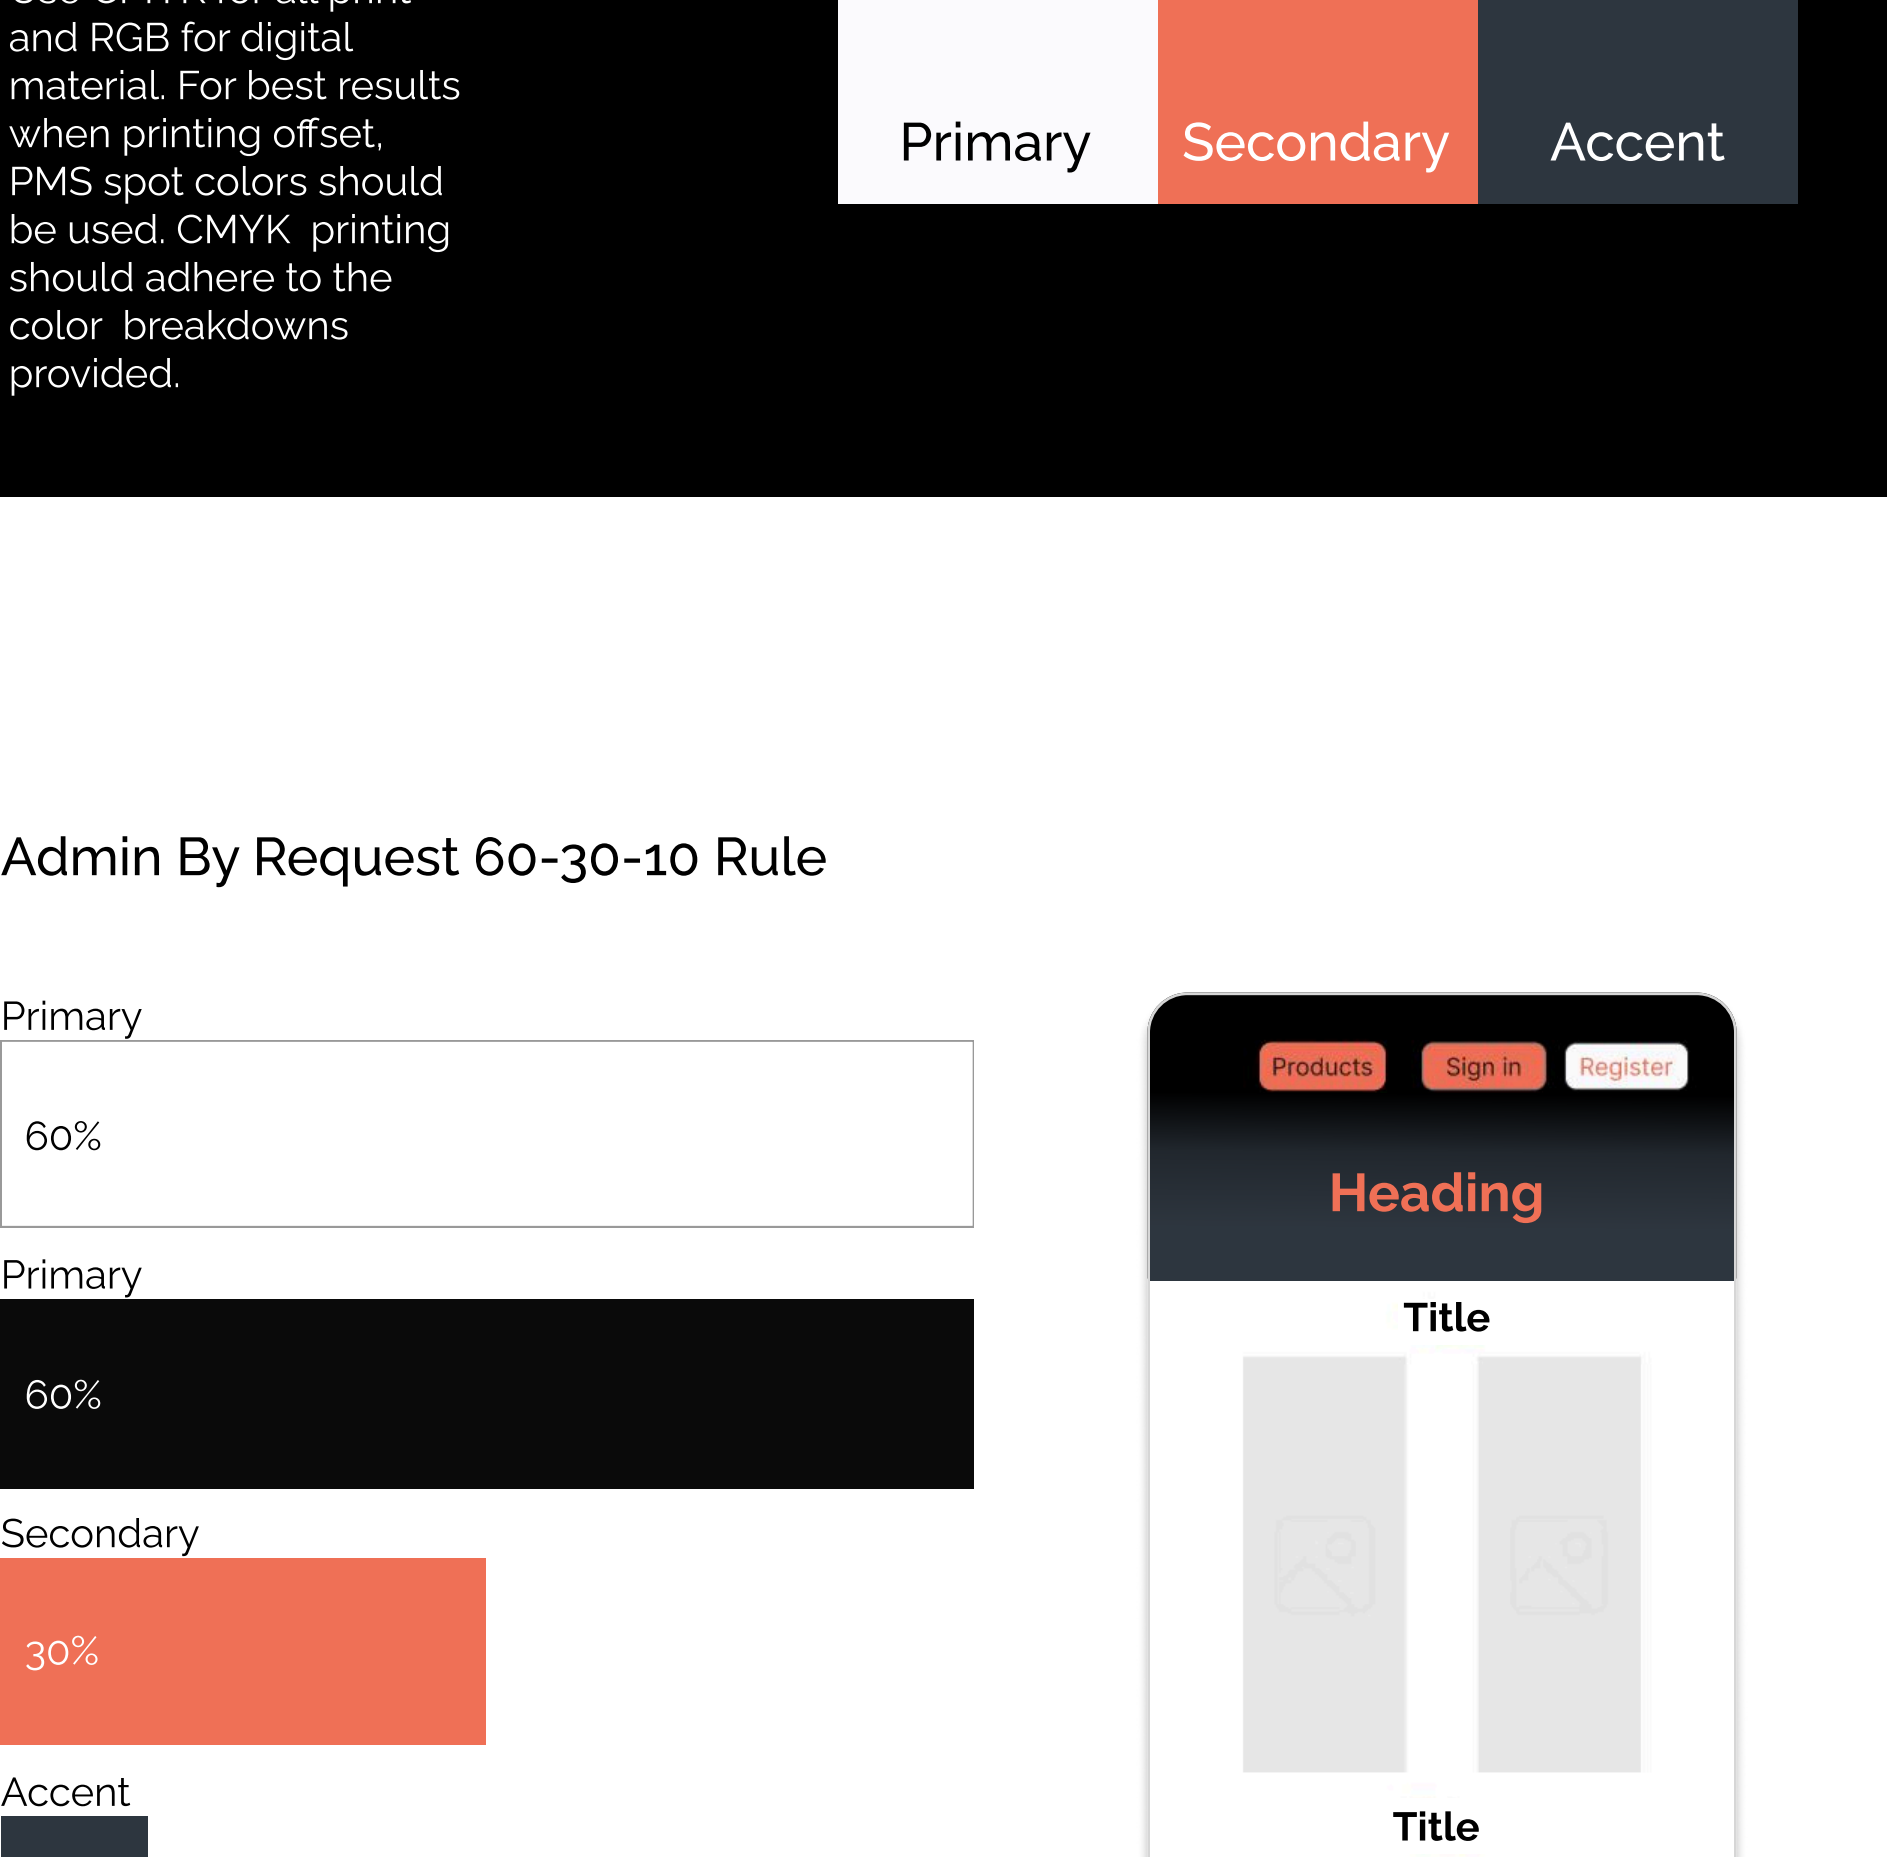 and RGB for digital
material. For best results
when printing offset,
PMS spot colors should
be used. CMYK  printing
should adhere to the
color  breakdowns
provided.
Primary
Secondary
Accent
Admin By Request 60-30-10 Rule
Primary
60%
Primary
60%
Secondary
30%
Accent
Products
Sign in
Register
Heading
Title
Title